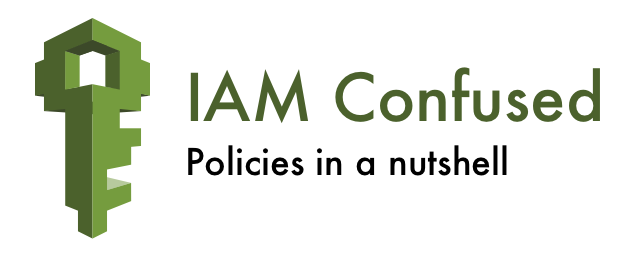 IAM Confused
Policies in a nutshell